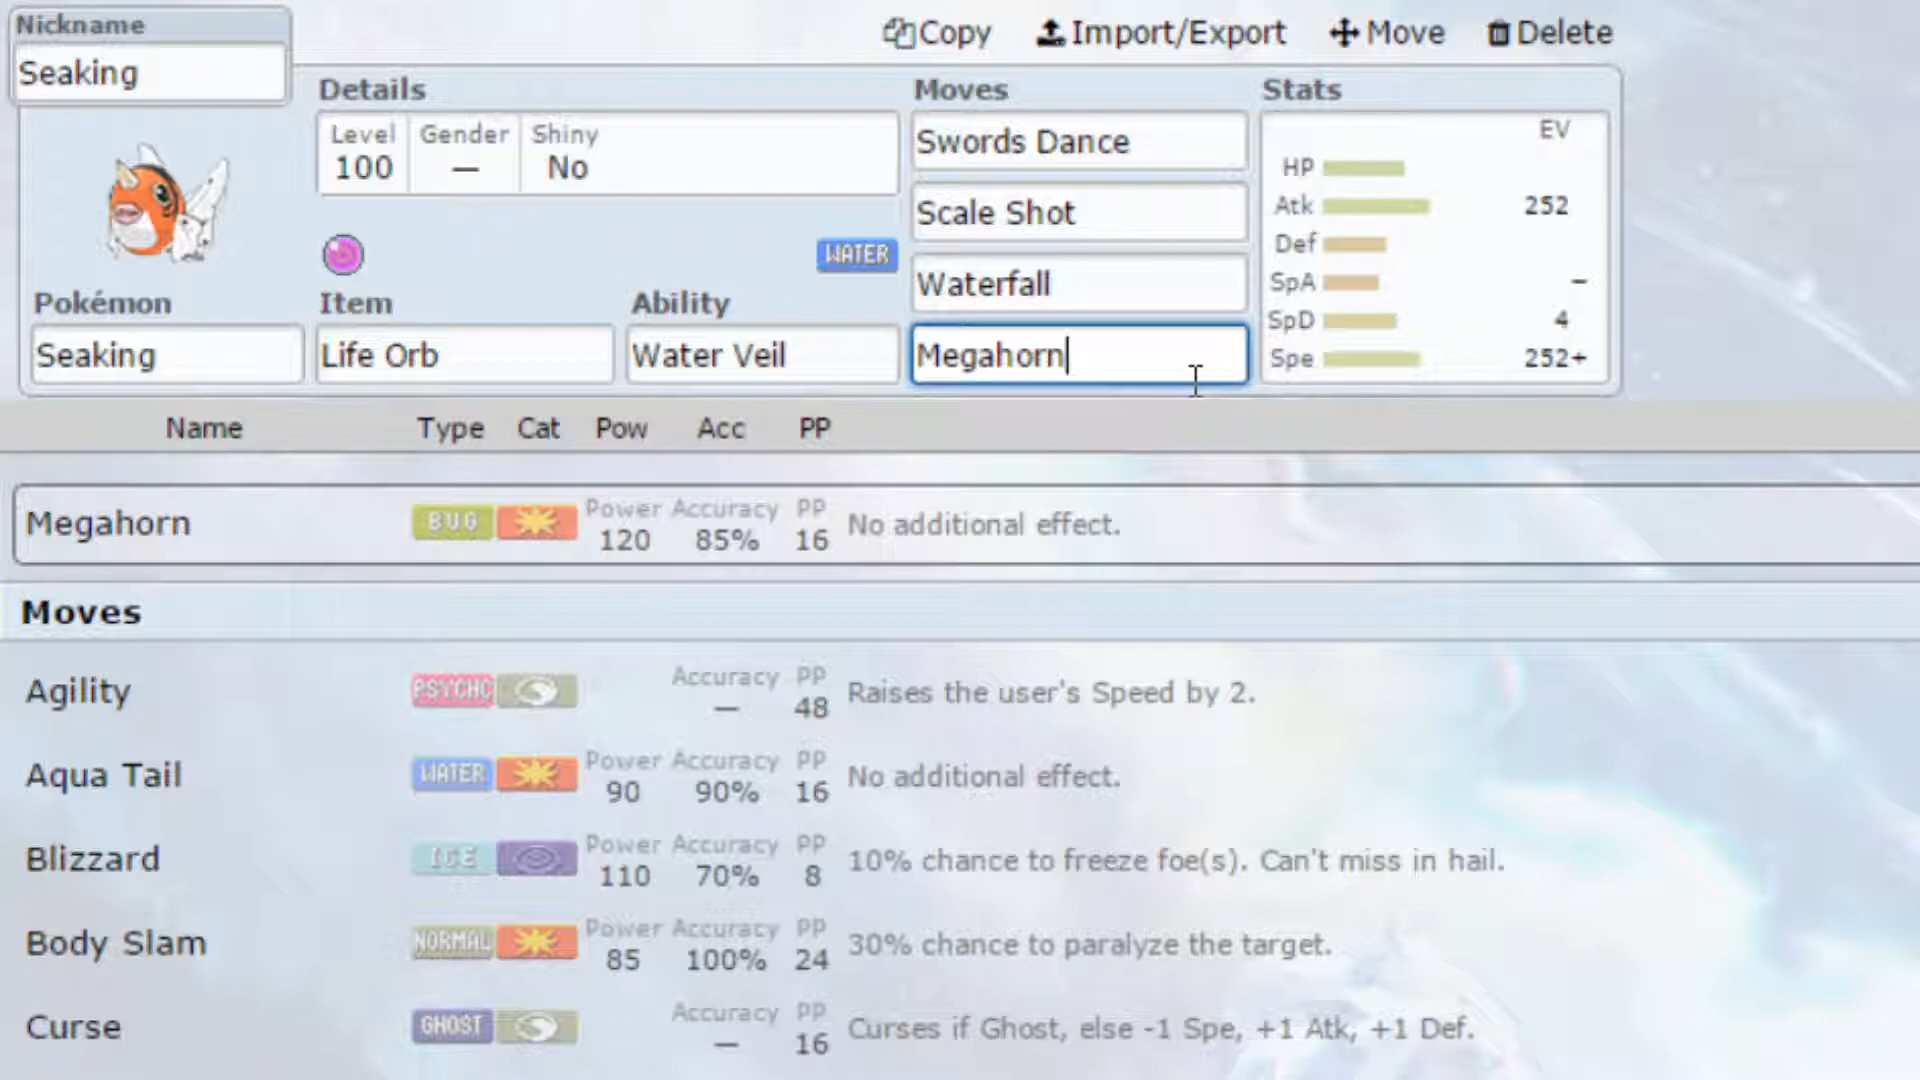 Nickname
Seaking
Copy Import/Export Move Delete
Details
Level Gender Shiny
100 — No
WATER
Pokémon Item Ability
Seaking Life Orb Water Veil
Moves
Swords Dance
Scale Shot
Waterfall
Megahorn
Stats
EV
HP
Atk 252
Def
SpA −
SpD 4
Spe 252+
Name Type Cat Pow Acc PP
Megahorn BUG Power 120 Accuracy 85% PP 16 No additional effect.
Moves
Agility PSYCHC Accuracy — PP 48 Raises the user's Speed by 2.
Aqua Tail WATER Power 90 Accuracy 90% PP 16 No additional effect.
Blizzard ICE Power 110 Accuracy 70% PP 8 10% chance to freeze foe(s). Can't miss in hail.
Body Slam NORMAL Power 85 Accuracy 100% PP 24 30% chance to paralyze the target.
Curse GHOST Accuracy — PP 16 Curses if Ghost, else -1 Spe, +1 Atk, +1 Def.